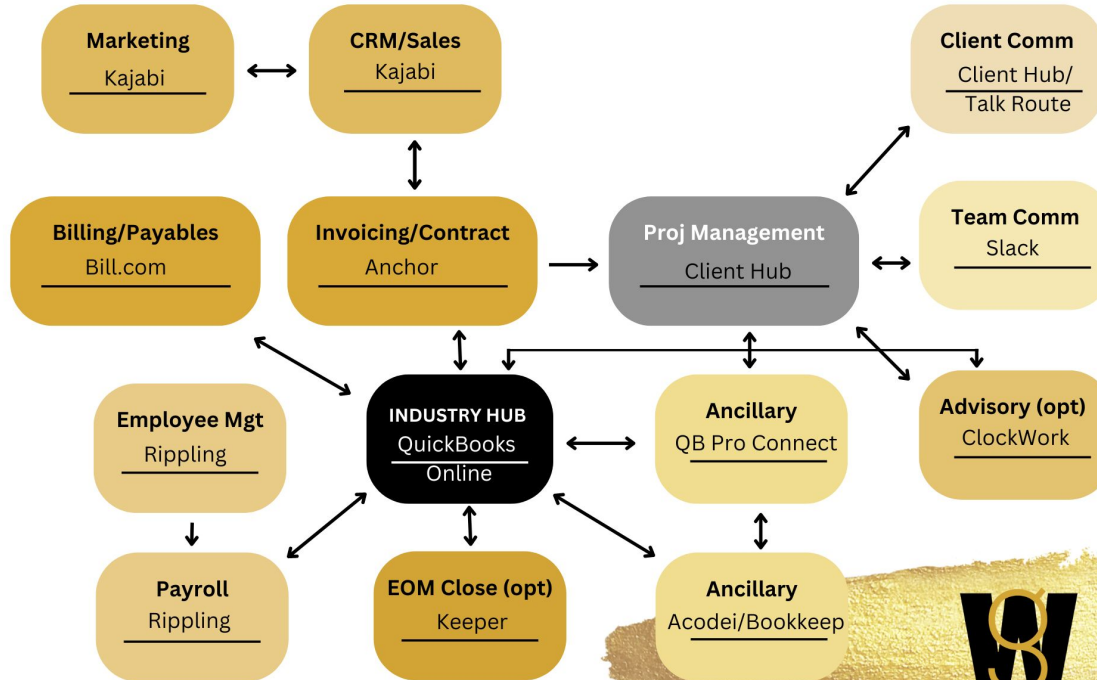 Marketing
Kajabi
CRM/Sales
Kajabi
Client Comm
Client Hub/
Talk Route
Billing/Payables
Bill.com
Invoicing/Contract
Anchor
Proj Management
Client Hub
Team Comm
Slack
Employee Mgt
Rippling
INDUSTRY HUB
QuickBooks
Online
Ancillary
QB Pro Connect
Advisory (opt)
ClockWork
Payroll
Rippling
EOM Close (opt)
Keeper
Ancillary
Acodei/Bookkeep
W
g